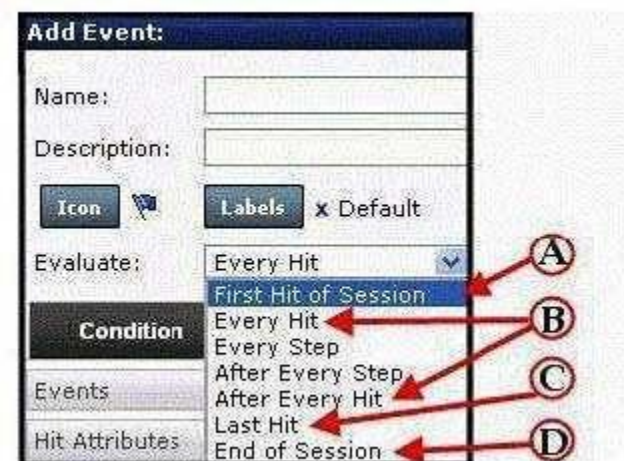 Add Event:
Name:
Description:
Icon Labels x Default
Evaluate: Every Hit
First Hit of Session A
Condition Every Hit B
Every Step
Events After Every Step
After Every Hit C
Hit Attributes Last Hit
End of Session D